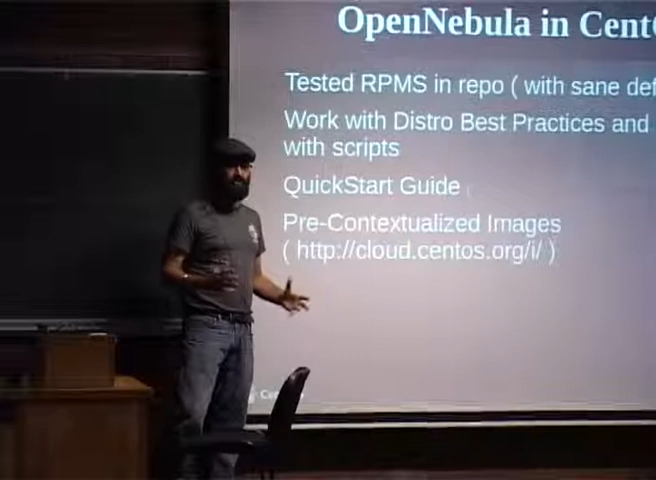 OpenNebula in Cent
Tested RPMS in repo ( with sane def
Work with Distro Best Practices and
with scripts
QuickStart Guide
Pre-Contextualized Images
( http://cloud.centos.org/i/ )